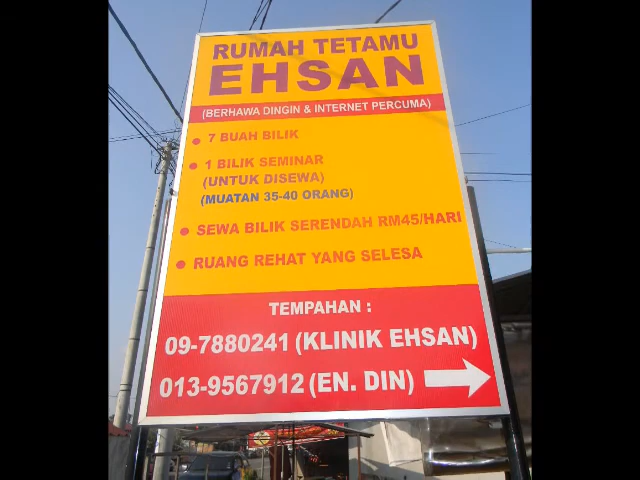 RUMAH TETAMU
EHSAN
(BERHAWA DINGIN & INTERNET PERCUMA)
• 7 BUAH BILIK
• 1 BILIK SEMINAR
(UNTUK DISEWA)
(MUATAN 35-40 ORANG)
• SEWA BILIK SERENDAH RM45/HARI
• RUANG REHAT YANG SELESA
TEMPAHAN :
09-7880241 (KLINIK EHSAN)
013-9567912 (EN. DIN)